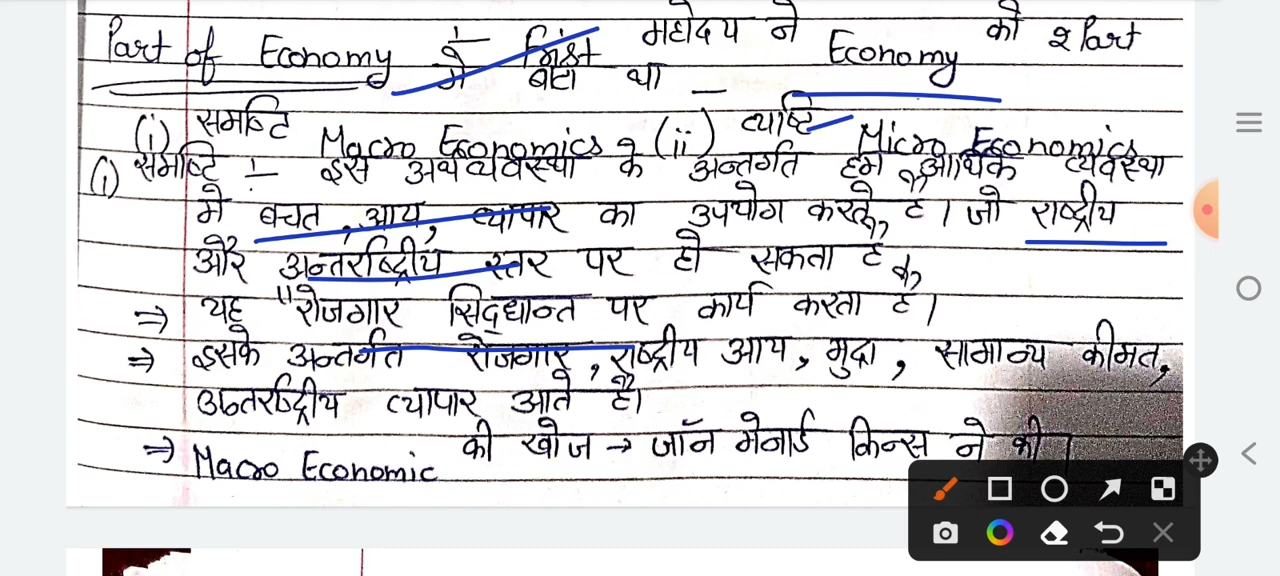 Part of Economy :- Frist महोदय ने Economy को 2 Part
मे बाटा था —
(i) समष्टि Macro Economics २ (ii) व्यष्टि Micro Economics
(i) समष्टि :- इस अर्थव्यवस्था के अन्तर्गत हम आर्थिक व्यवस्था
मे बचत, आय, व्यापार का उपयोग करते है। जो राष्ट्रीय
और अन्तर्राष्ट्रीय स्तर पर हो सकता है
⇒ यह "रोजगार सिद्धान्त पर कार्य करता है।
⇒ इसके अन्तर्गत रोजगार, राष्ट्रीय आय, मुद्रा, सामान्य कीमत,
अन्तर्राष्ट्रीय व्यापार आते है।
⇒ Macro Economic की खोज → जॉन मेनार्ड किन्स ने की।